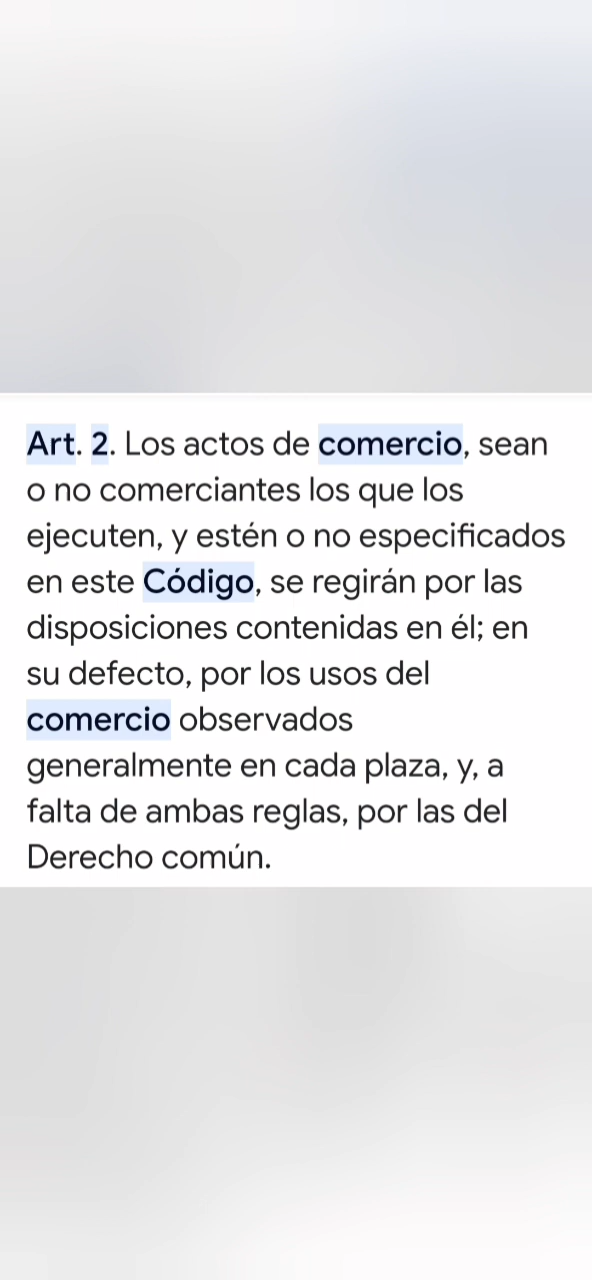 Art. 2. Los actos de comercio, sean
o no comerciantes los que los
ejecuten, y estén o no especificados
en este Código, se regirán por las
disposiciones contenidas en él; en
su defecto, por los usos del
comercio observados
generalmente en cada plaza, y, a
falta de ambas reglas, por las del
Derecho común.